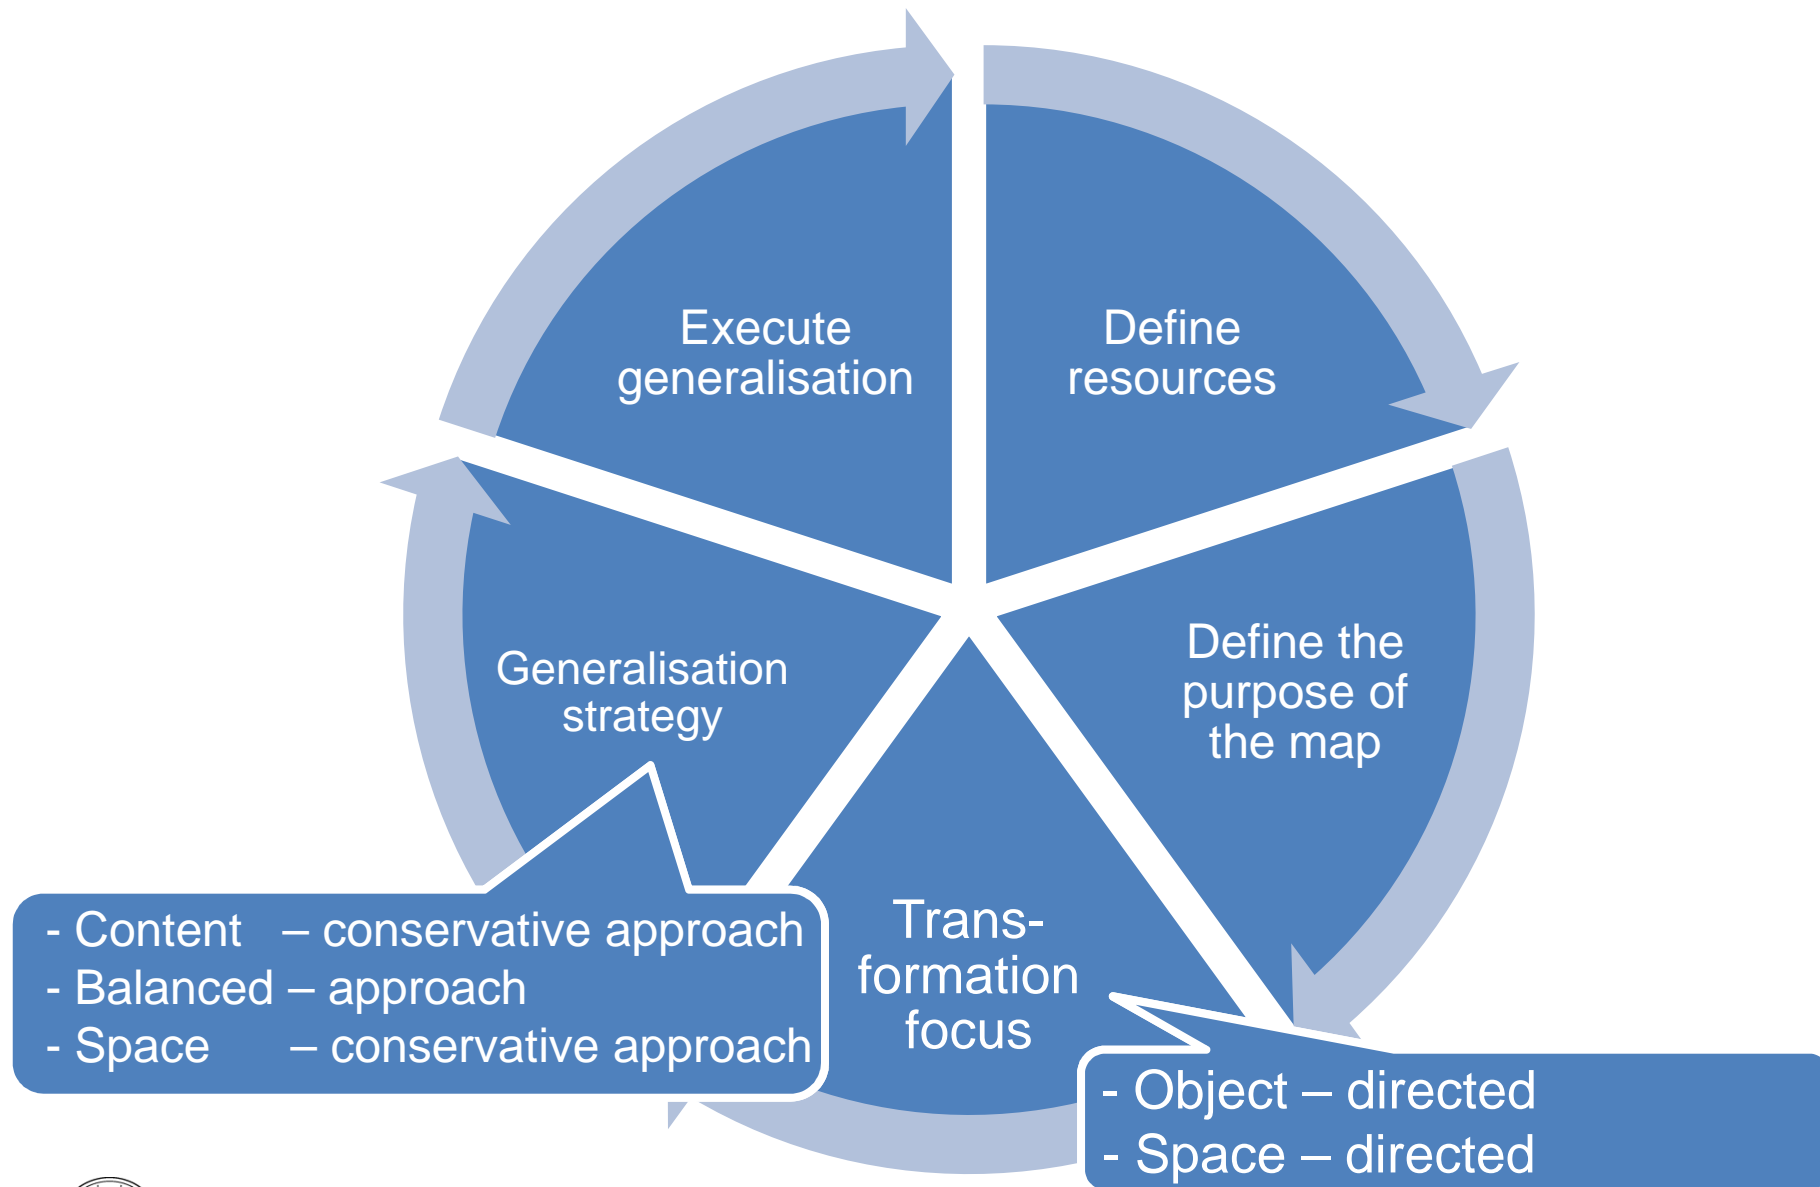 Execute
generalisation
Define
resources
Define the
purpose of
the map
Generalisation
strategy
Trans-
formation
focus
- Content – conservative approach
- Balanced – approach
- Space – conservative approach
- Object – directed
- Space – directed